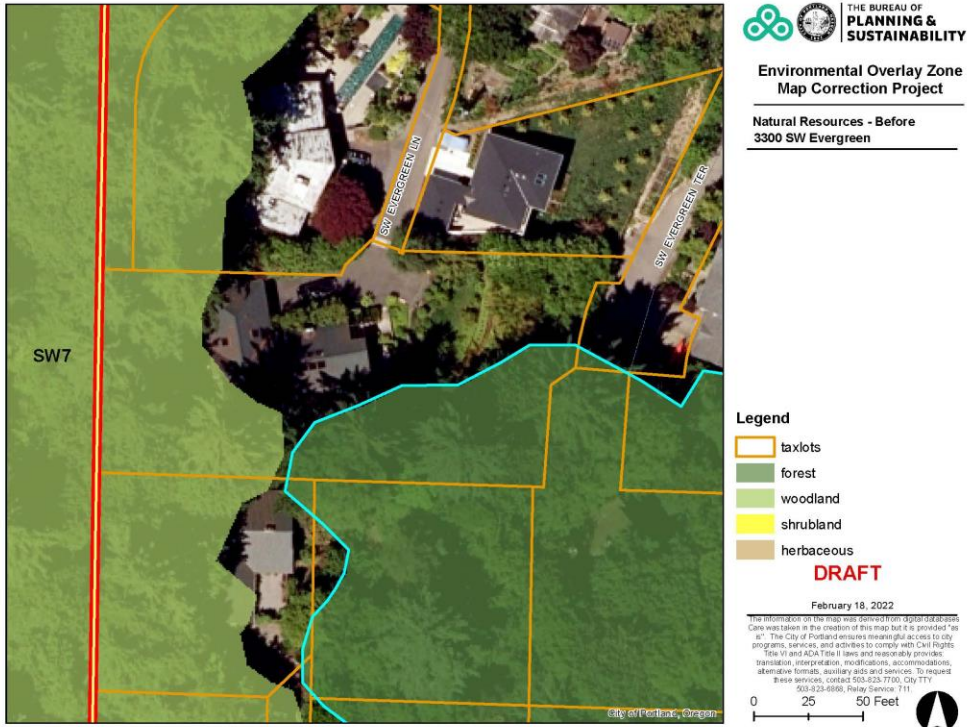 THE BUREAU OF
PLANNING &
SUSTAINABILITY
Environmental Overlay Zone
Map Correction Project
Natural Resources - Before
3300 SW Evergreen
SW EVERGREEN LN
SW EVERGREEN TER
SW7
Legend
taxlots
forest
woodland
shrubland
herbaceous
DRAFT
February 18, 2022
The information on the map was derived from digital databases
Care was taken in the creation of this map but it is provided "as
is". The City of Portland ensures meaningful access to city
programs, services, and activities to comply with Civil Rights
Title VI and ADA Title II laws and reasonably provides:
translation, interpretation, modifications, accommodations,
alternative formats, auxiliary aids and services. To request
these services, contact 503-823-7700, City TTY
503-823-6868, Relay Service: 711.
0 25 50 Feet
City of Portland, Oregon